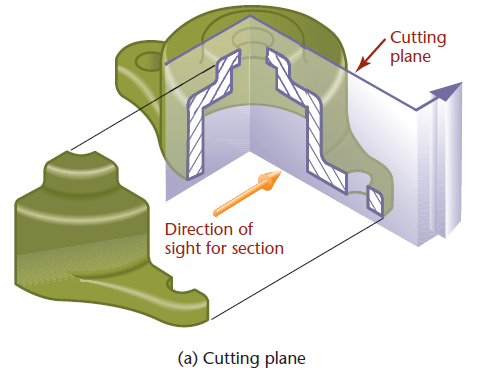 Cutting
plane
Direction of
sight for section
(a) Cutting plane